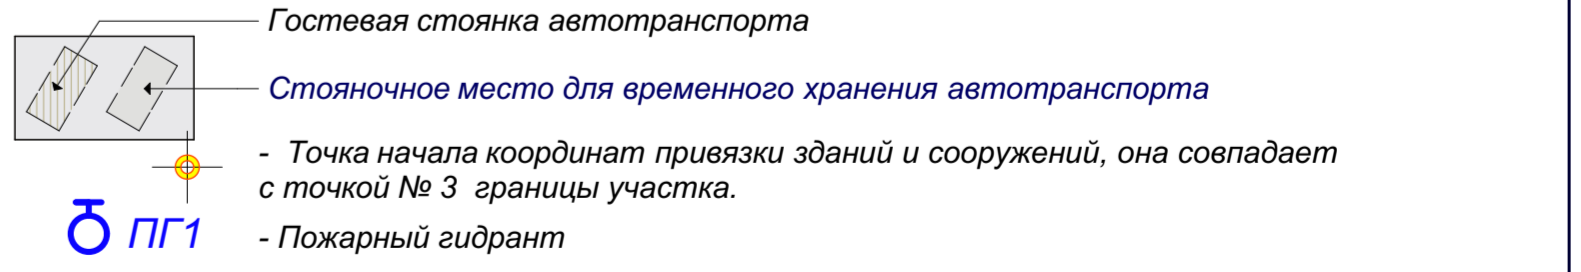 Гостевая стоянка автотранспорта
Стояночное место для временного хранения автотранспорта
- Точка начала координат привязки зданий и сооружений, она совпадает
с точкой № 3 границы участка.
ПГ1 - Пожарный гидрант